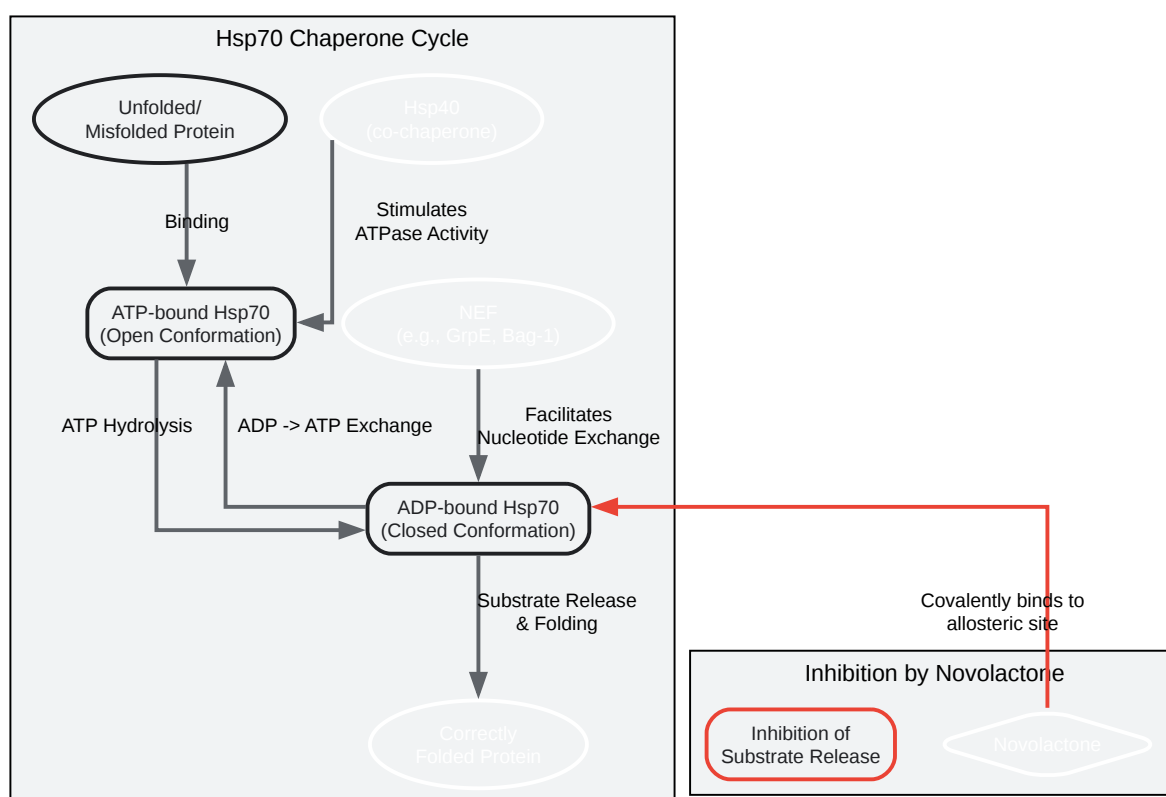 Hsp70 Chaperone Cycle
Unfolded/
Misfolded Protein
Hsp40
(co-chaperone)
Binding
Stimulates
ATPase Activity
ATP-bound Hsp70
(Open Conformation)
NEF
(e.g., GrpE, Bag-1)
ATP Hydrolysis
ADP -> ATP Exchange
Facilitates
Nucleotide Exchange
ADP-bound Hsp70
(Closed Conformation)
Substrate Release
& Folding
Covalently binds to
allosteric site
Inhibition by Novolactone
Inhibition of
Substrate Release
Novolactone
Correctly
Folded Protein